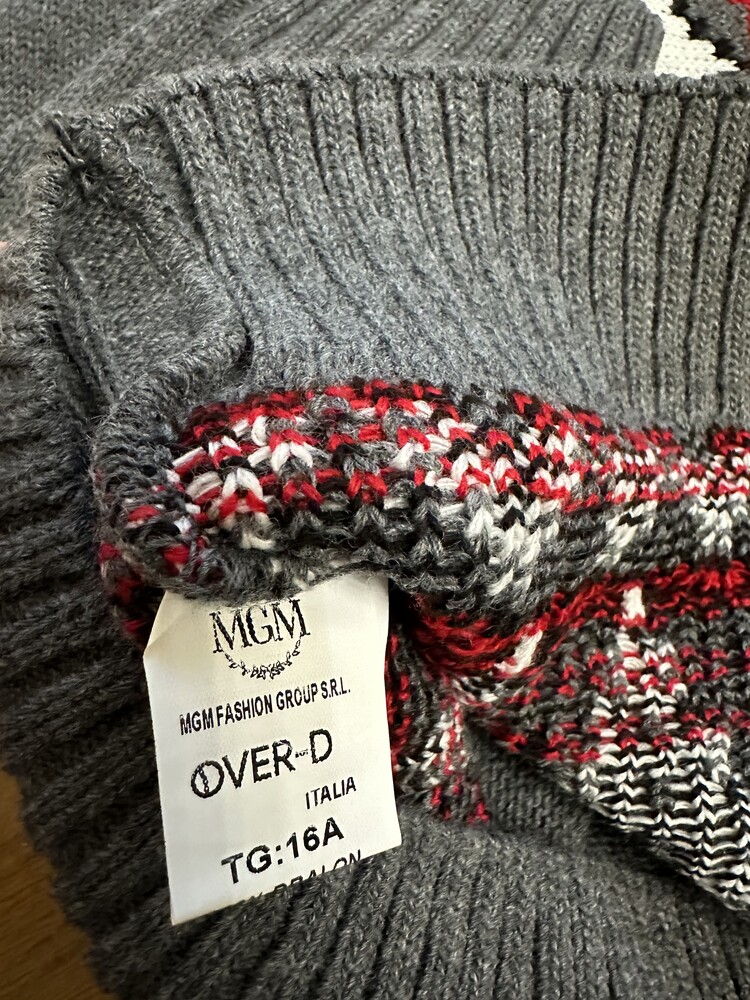 MGM
MGM FASHION GROUP S.R.L.
OVER-D
ITALIA
TG:16A